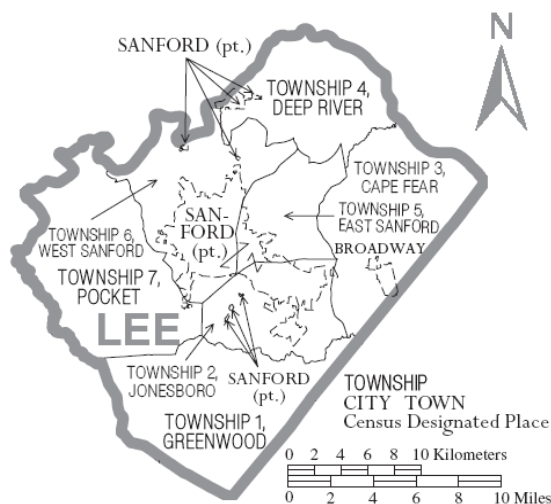 SANFORD (pt.)
N
TOWNSHIP 4,
DEEP RIVER
TOWNSHIP 3,
CAPE FEAR
TOWNSHIP 5,
EAST SANFORD
SAN-
FORD
(pt.)
BROADWAY
TOWNSHIP 6,
WEST SANFORD
TOWNSHIP 7,
POCKET
LEE
TOWNSHIP 2,
JONESBORO
SANFORD
(pt.)
TOWNSHIP 1,
GREENWOOD
TOWNSHIP
CITY TOWN
Census Designated Place
0 2 4 6 8 10 Kilometers
0 2 4 6 8 10 Miles